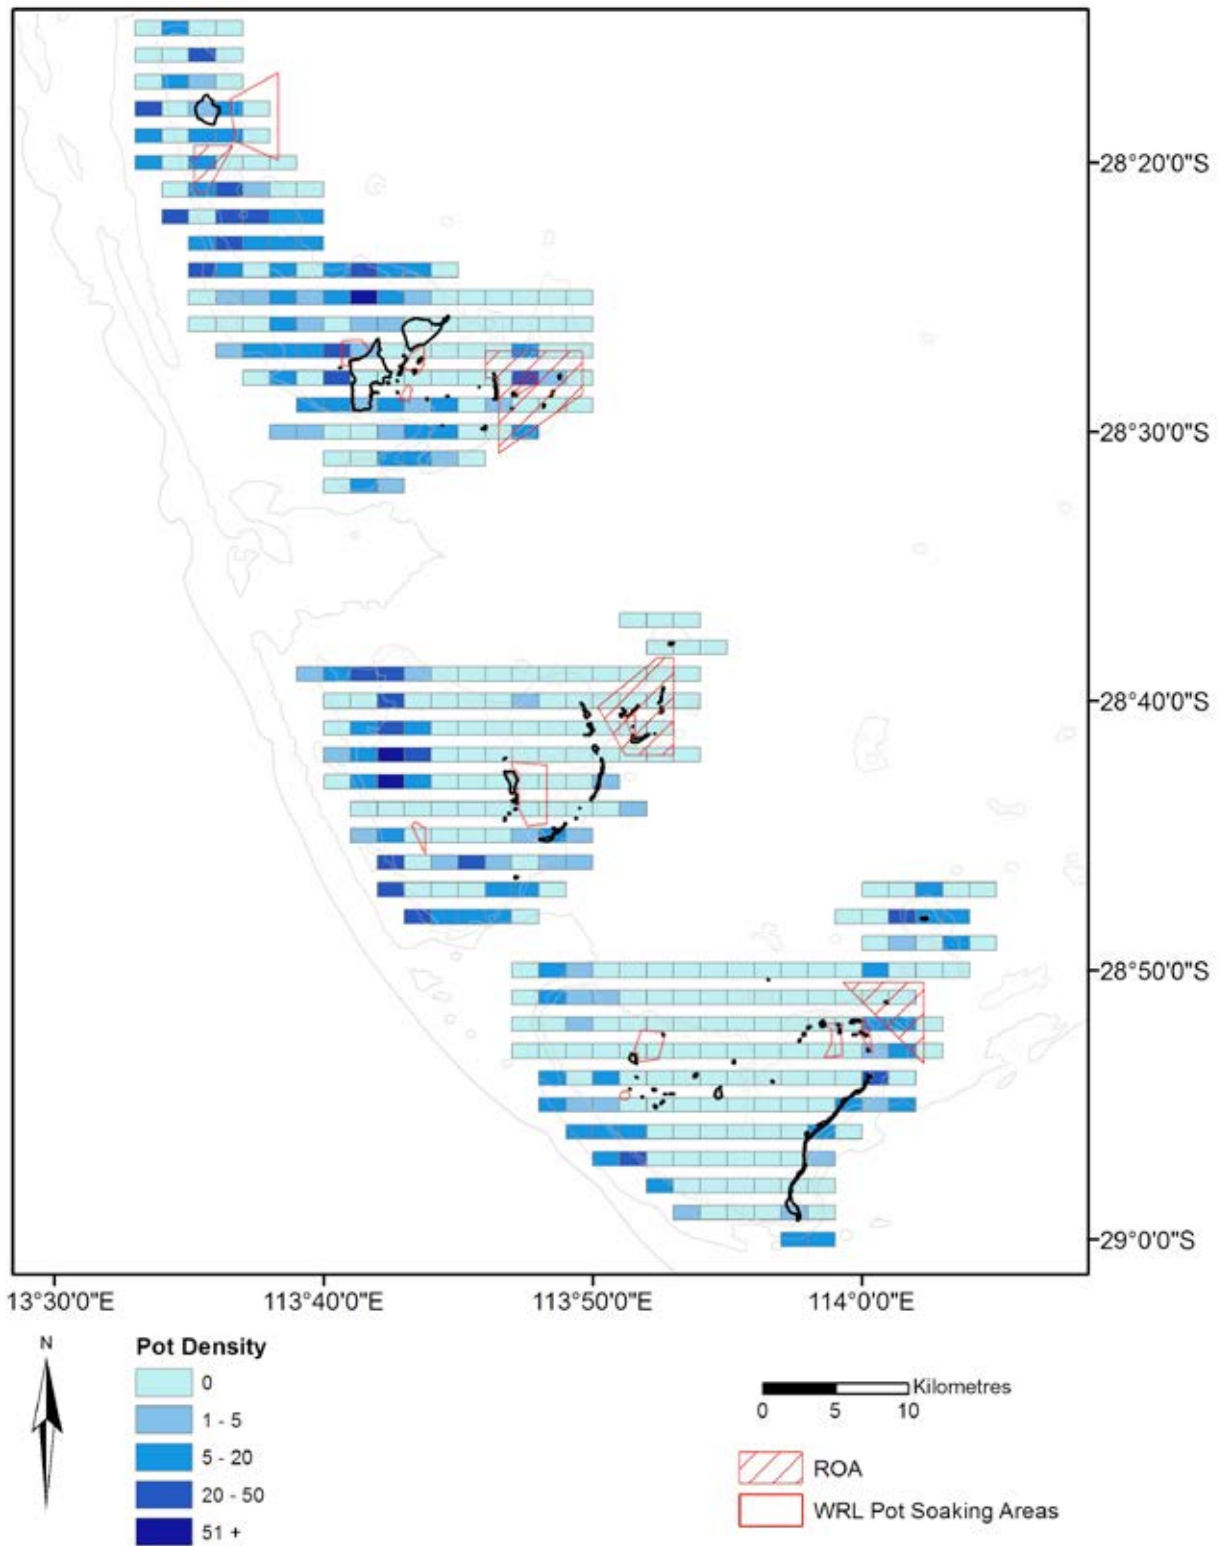 28°20'0"S
28°30'0"S
28°40'0"S
28°50'0"S
29°0'0"S
13°30'0"E 113°40'0"E 113°50'0"E 114°0'0"E
N
Pot Density
0
1 - 5
5 - 20
20 - 50
51 +
Kilometres
0 5 10
ROA
WRL Pot Soaking Areas